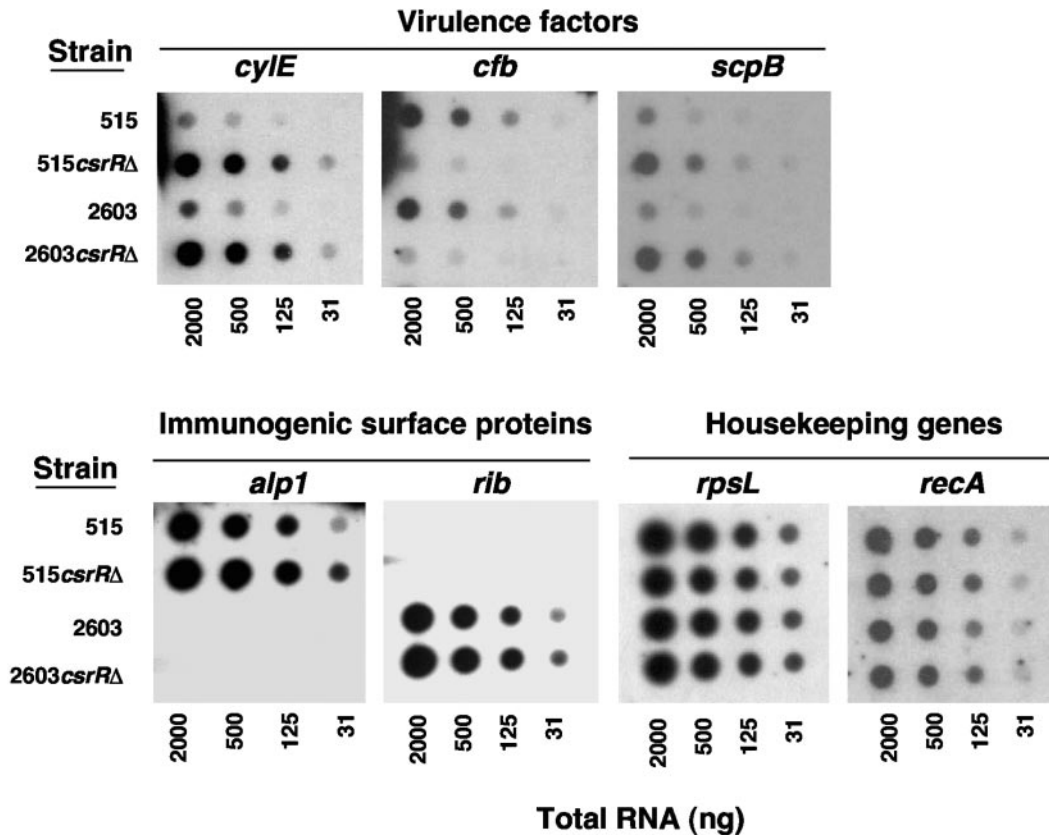 Virulence factors
Strain
cylE cfb scpB
515
515csrRΔ
2603
2603csrRΔ
2000 500 125 31 2000 500 125 31 2000 500 125 31
Immunogenic surface proteins Housekeeping genes
Strain
alp1 rib rpsL recA
515
515csrRΔ
2603
2603csrRΔ
2000 500 125 31 2000 500 125 31 2000 500 125 31 2000 500 125 31
Total RNA (ng)